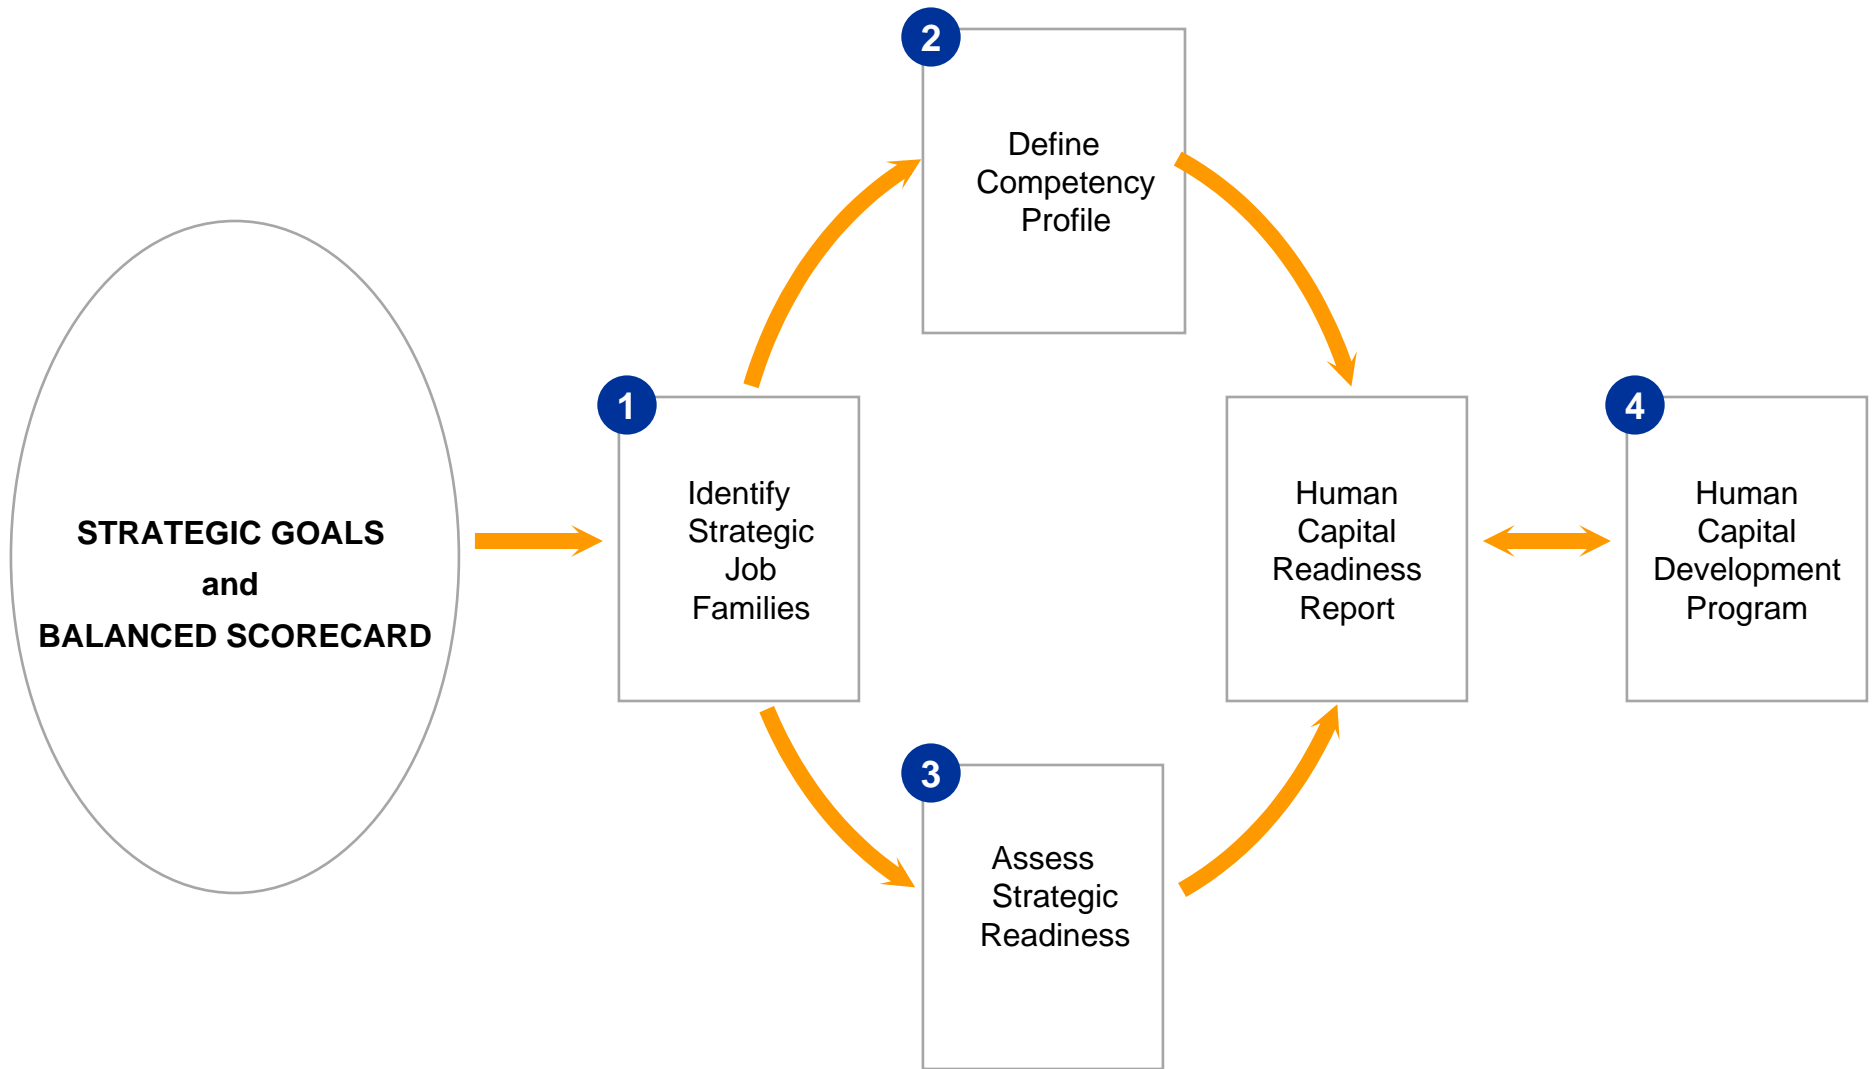 STRATEGIC GOALS
and
BALANCED SCORECARD
1
Identify
Strategic
Job
Families
2
Define
Competency
Profile
3
Assess
Strategic
Readiness
Human
Capital
Readiness
Report
4
Human
Capital
Development
Program